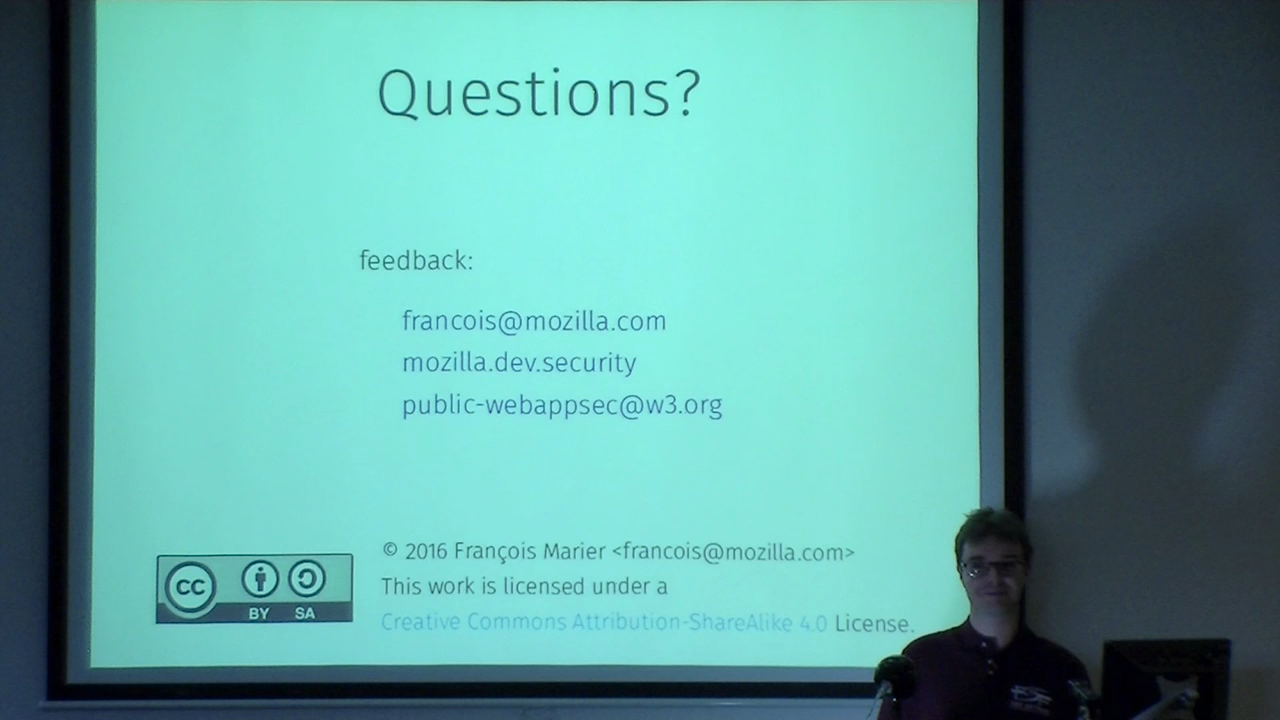 Questions?
feedback:
francois@mozilla.com
mozilla.dev.security
public-webappsec@w3.org
© 2016 François Marier <francois@mozilla.com>
This work is licensed under a
Creative Commons Attribution-ShareAlike 4.0 License.
CC
BY SA